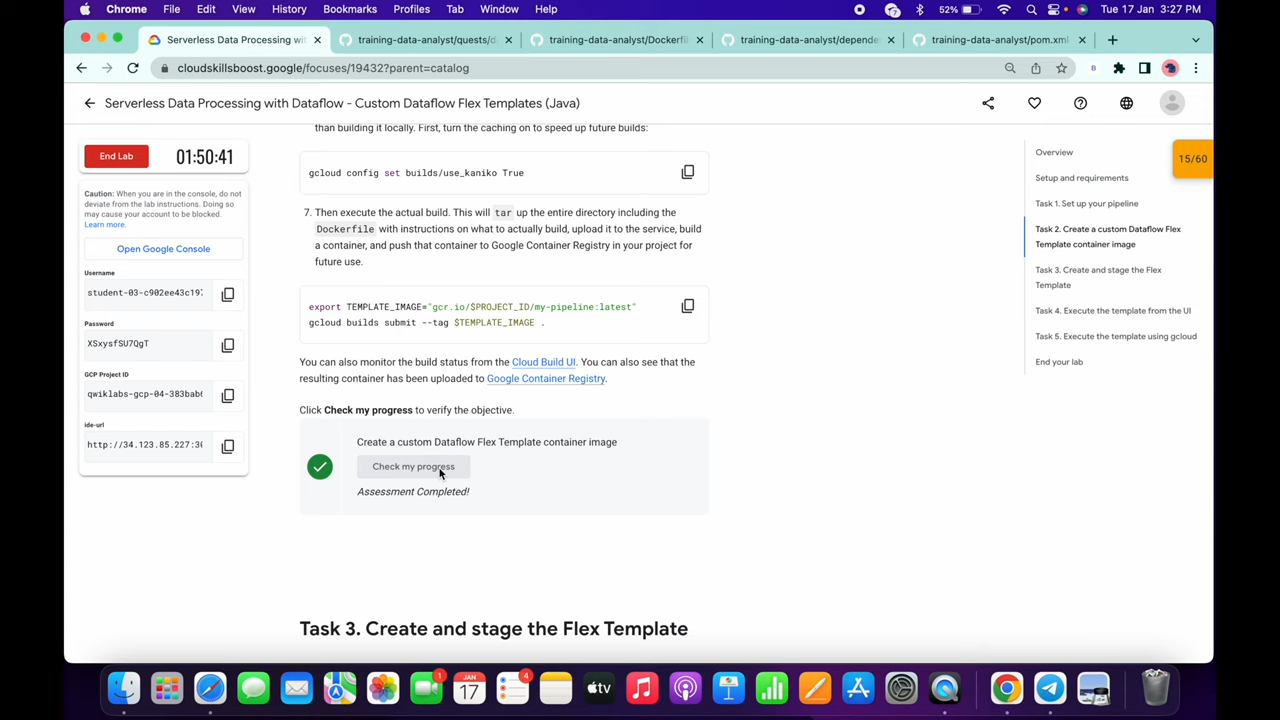 Chrome File Edit View History Bookmarks Profiles Tab Window Help 52% Tue 17 Jan 3:27 PM
Serverless Data Processing wit training-data-analyst/quests/d training-data-analyst/Dockerfi training-data-analyst/depende training-data-analyst/pom.xml
cloudskillsboost.google/focuses/19432?parent=catalog
Serverless Data Processing with Dataflow - Custom Dataflow Flex Templates (Java)
End Lab
01:50:41
Caution: When you are in the console, do not
deviate from the lab instructions. Doing so
may cause your account to be blocked.
Learn more.
Open Google Console
Username
student-03-c902ee43c197
Password
XSxysfSU7QgT
GCP Project ID
qwiklabs-gcp-04-383bab6
ide-url
http://34.123.85.227:30
than building it locally. First, turn the caching on to speed up future builds:
gcloud config set builds/use_kaniko True
7. Then execute the actual build. This will tar up the entire directory including the
Dockerfile with instructions on what to actually build, upload it to the service, build
a container, and push that container to Google Container Registry in your project for
future use.
export TEMPLATE_IMAGE="gcr.io/$PROJECT_ID/my-pipeline:latest"
gcloud builds submit --tag $TEMPLATE_IMAGE .
You can also monitor the build status from the Cloud Build UI. You can also see that the
resulting container has been uploaded to Google Container Registry.
Click Check my progress to verify the objective.
Create a custom Dataflow Flex Template container image
Check my progress
Assessment Completed!
Task 3. Create and stage the Flex Template
Overview
Setup and requirements
Task 1. Set up your pipeline
Task 2. Create a custom Dataflow Flex
Template container image
Task 3. Create and stage the Flex
Template
Task 4. Execute the template from the UI
Task 5. Execute the template using gcloud
End your lab
15/60
1
JAN
17
4
tv